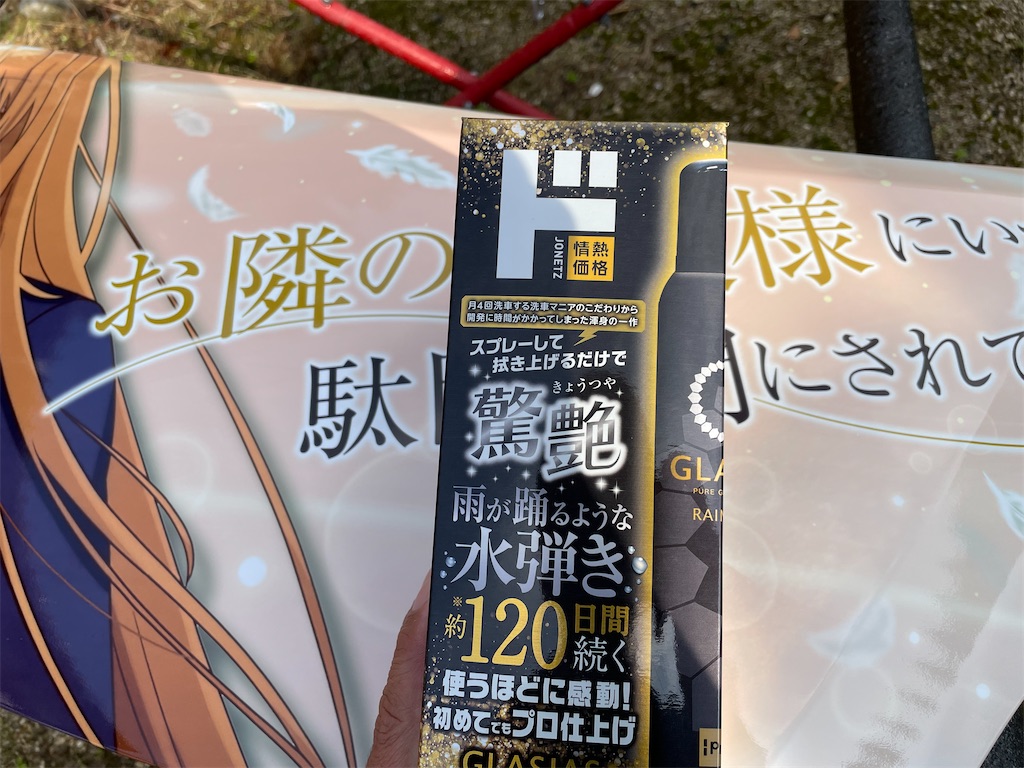 お隣の 様にい
駄 間にされて
ド
JONETZ
情熱
価格
月4回洗車する洗車マニアのこだわりから
開発に時間がかかってしまった渾身の一作
スプレーして
拭き上げるだけで
きょうつや
驚艶
雨が踊るような
水弾き
※約120日間続く
使うほどに感動!
初めてでもプロ仕上げ
GLA
PURE G
RAI